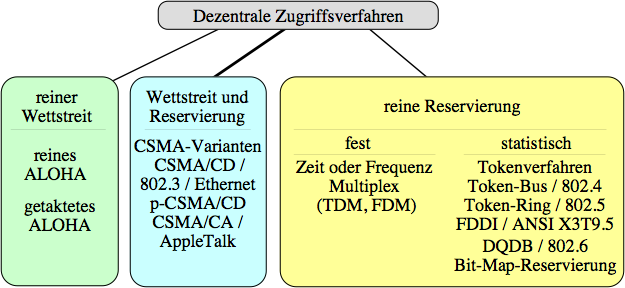 Dezentrale Zugriffsverfahren
reiner
Wettstreit
reines
ALOHA
getaktetes
ALOHA
Wettstreit und
Reservierung
CSMA-Varianten
CSMA/CD /
802.3 / Ethernet
p-CSMA/CD
CSMA/CA /
AppleTalk
reine Reservierung
fest
Zeit oder Frequenz
Multiplex
(TDM, FDM)
statistisch
Tokenverfahren
Token-Bus / 802.4
Token-Ring / 802.5
FDDI / ANSI X3T9.5
DQDB / 802.6
Bit-Map-Reservierung